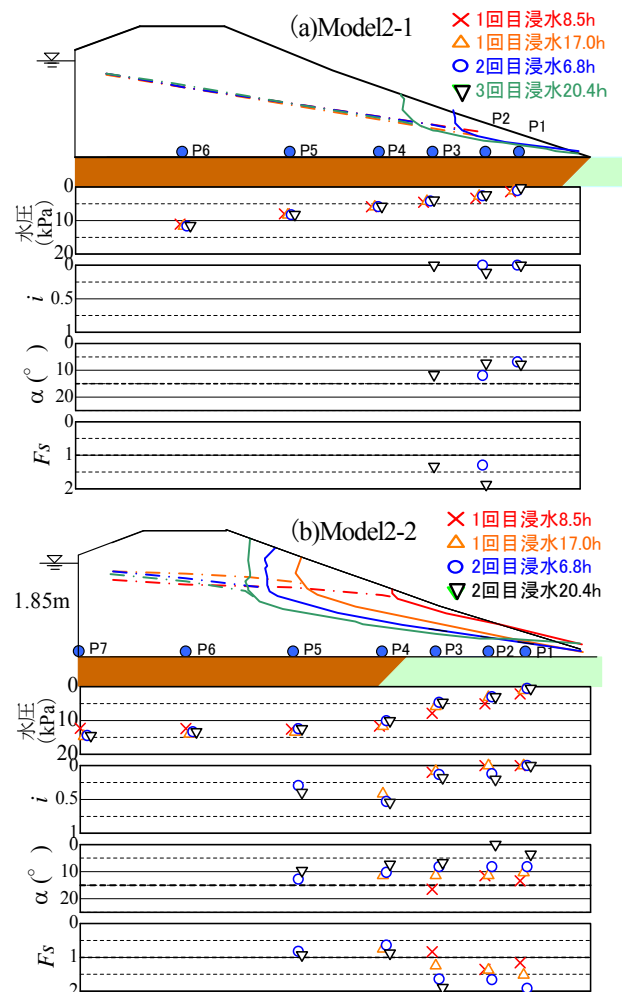 (a)Model2-1
1回目浸水8.5h
1回目浸水17.0h
2回目浸水6.8h
3回目浸水20.4h
P6
P5
P4
P3
P2
P1
水圧
(kPa)
0
10
20
i
0
0.5
1
α(°)
0
10
20
Fs
0
1
2
(b)Model2-2
1回目浸水8.5h
1回目浸水17.0h
2回目浸水6.8h
2回目浸水20.4h
1.85m
P7
P6
P5
P4
P3
P2
P1
水圧
(kPa)
0
10
20
i
0
0.5
1
α(°)
0
10
20
Fs
0
1
2